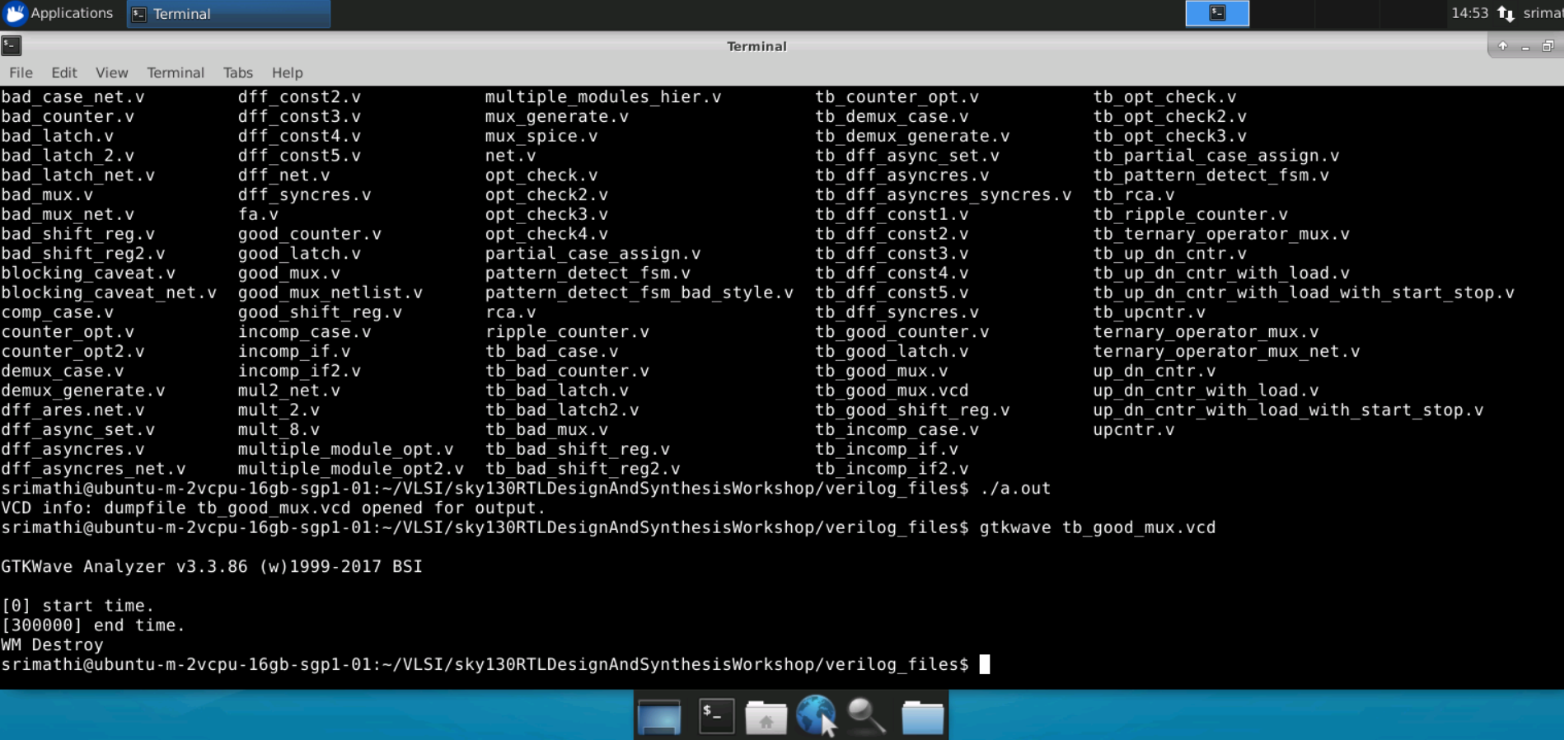 Applications Terminal 14:53 srimat
Terminal
File Edit View Terminal Tabs Help
bad_case_net.v dff_const2.v multiple_modules_hier.v tb_counter_opt.v tb_opt_check.v
bad_counter.v dff_const3.v mux_generate.v tb_demux_case.v tb_opt_check2.v
bad_latch.v dff_const4.v mux_spice.v tb_demux_generate.v tb_opt_check3.v
bad_latch_2.v dff_const5.v net.v tb_dff_async_set.v tb_partial_case_assign.v
bad_latch_net.v dff_net.v opt_check.v tb_dff_asyncres.v tb_pattern_detect_fsm.v
bad_mux.v dff_syncres.v opt_check2.v tb_dff_asyncres_syncres.v tb_rca.v
bad_mux_net.v fa.v opt_check3.v tb_dff_const1.v tb_ripple_counter.v
bad_shift_reg.v good_counter.v opt_check4.v tb_dff_const2.v tb_ternary_operator_mux.v
bad_shift_reg2.v good_latch.v partial_case_assign.v tb_dff_const3.v tb_up_dn_cntr.v
blocking_caveat.v good_mux.v pattern_detect_fsm.v tb_dff_const4.v tb_up_dn_cntr_with_load.v
blocking_caveat_net.v good_mux_netlist.v pattern_detect_fsm_bad_style.v tb_dff_const5.v tb_up_dn_cntr_with_load_with_start_stop.v
comp_case.v good_shift_reg.v rca.v tb_dff_syncres.v tb_upcntr.v
counter_opt.v incomp_case.v ripple_counter.v tb_good_counter.v ternary_operator_mux.v
counter_opt2.v incomp_if.v tb_bad_case.v tb_good_latch.v ternary_operator_mux_net.v
demux_case.v incomp_if2.v tb_bad_counter.v tb_good_mux.v up_dn_cntr.v
demux_generate.v mul2_net.v tb_bad_latch.v tb_good_mux.vcd up_dn_cntr_with_load.v
dff_ares.net.v mult_2.v tb_bad_latch2.v tb_good_shift_reg.v up_dn_cntr_with_load_with_start_stop.v
dff_async_set.v mult_8.v tb_bad_mux.v tb_incomp_case.v upcntr.v
dff_asyncres.v multiple_module_opt.v tb_bad_shift_reg.v tb_incomp_if.v
dff_asyncres_net.v multiple_module_opt2.v tb_bad_shift_reg2.v tb_incomp_if2.v
srimathi@ubuntu-m-2vcpu-16gb-sgp1-01:~/VLSI/sky130RTLDesignAndSynthesisWorkshop/verilog_files$ ./a.out
VCD info: dumpfile tb_good_mux.vcd opened for output.
srimathi@ubuntu-m-2vcpu-16gb-sgp1-01:~/VLSI/sky130RTLDesignAndSynthesisWorkshop/verilog_files$ gtkwave tb_good_mux.vcd
GTKWave Analyzer v3.3.86 (w)1999-2017 BSI
[0] start time.
[300000] end time.
WM Destroy
srimathi@ubuntu-m-2vcpu-16gb-sgp1-01:~/VLSI/sky130RTLDesignAndSynthesisWorkshop/verilog_files$